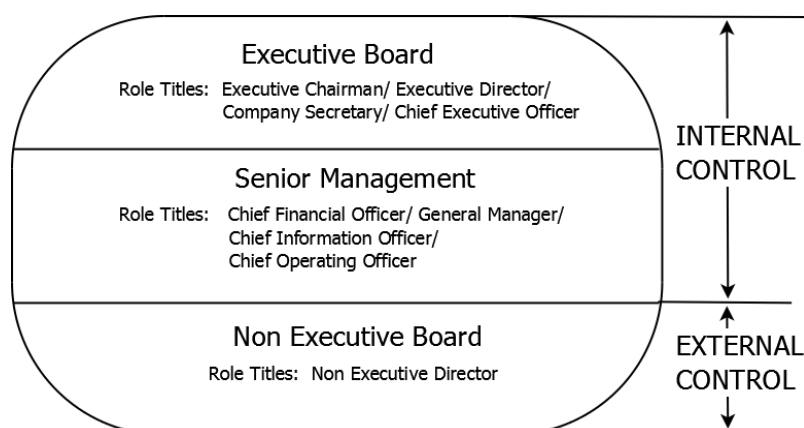 Executive Board
Role Titles: Executive Chairman/ Executive Director/
Company Secretary/ Chief Executive Officer
INTERNAL
CONTROL
Senior Management
Role Titles: Chief Financial Officer/ General Manager/
Chief Information Officer/
Chief Operating Officer
Non Executive Board
Role Titles: Non Executive Director
EXTERNAL
CONTROL